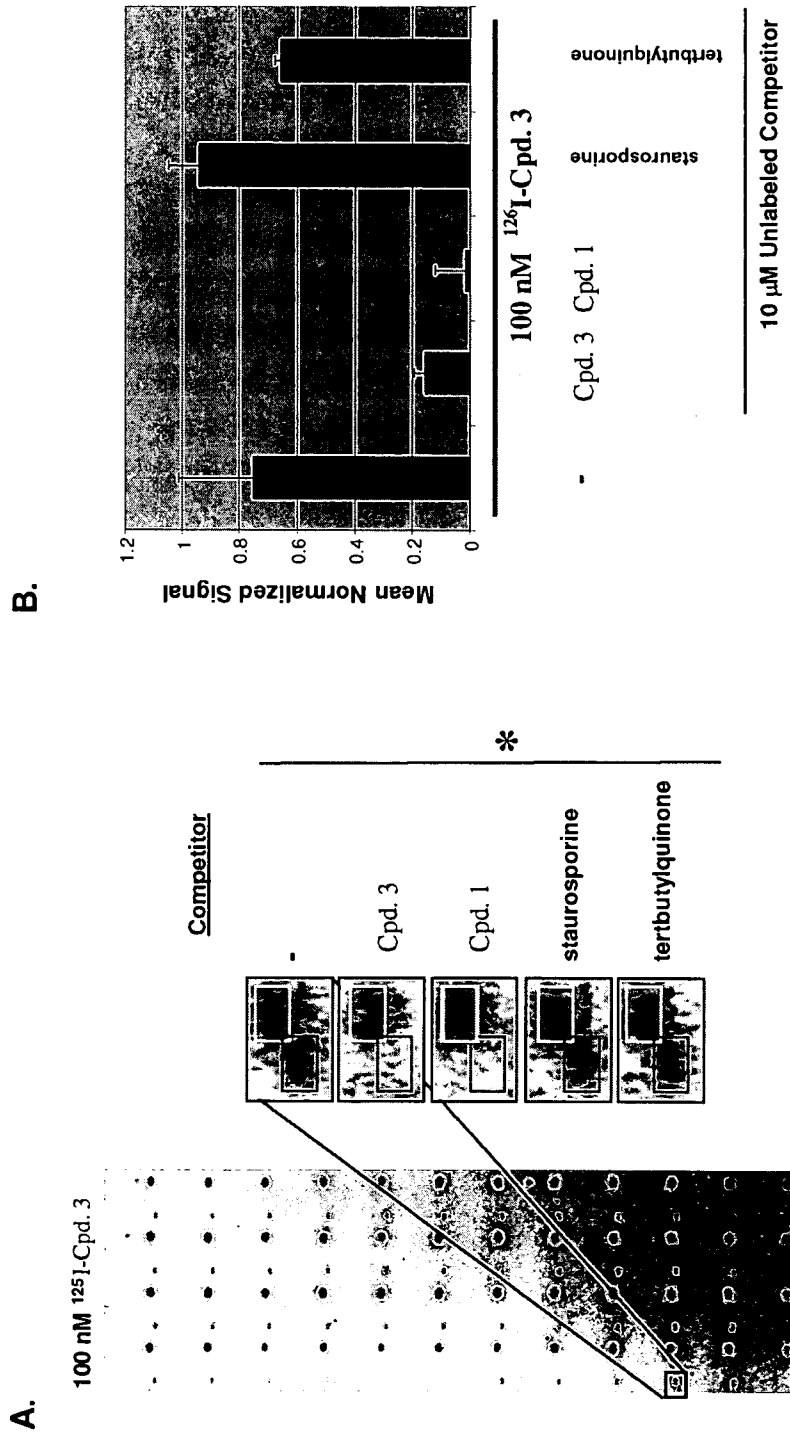 A.
100 nM ¹²⁵I-Cpd. 3
Competitor
-
Cpd. 3
Cpd. 1
staurosporine
tertbutylquinone
*
B.
Mean Normalized Signal
1.2
1
0.8
0.6
0.4
0.2
0
100 nM ¹²⁶I-Cpd. 3
- Cpd. 3 Cpd. 1 staurosporine tertbutylquinone
10 µM Unlabeled Competitor